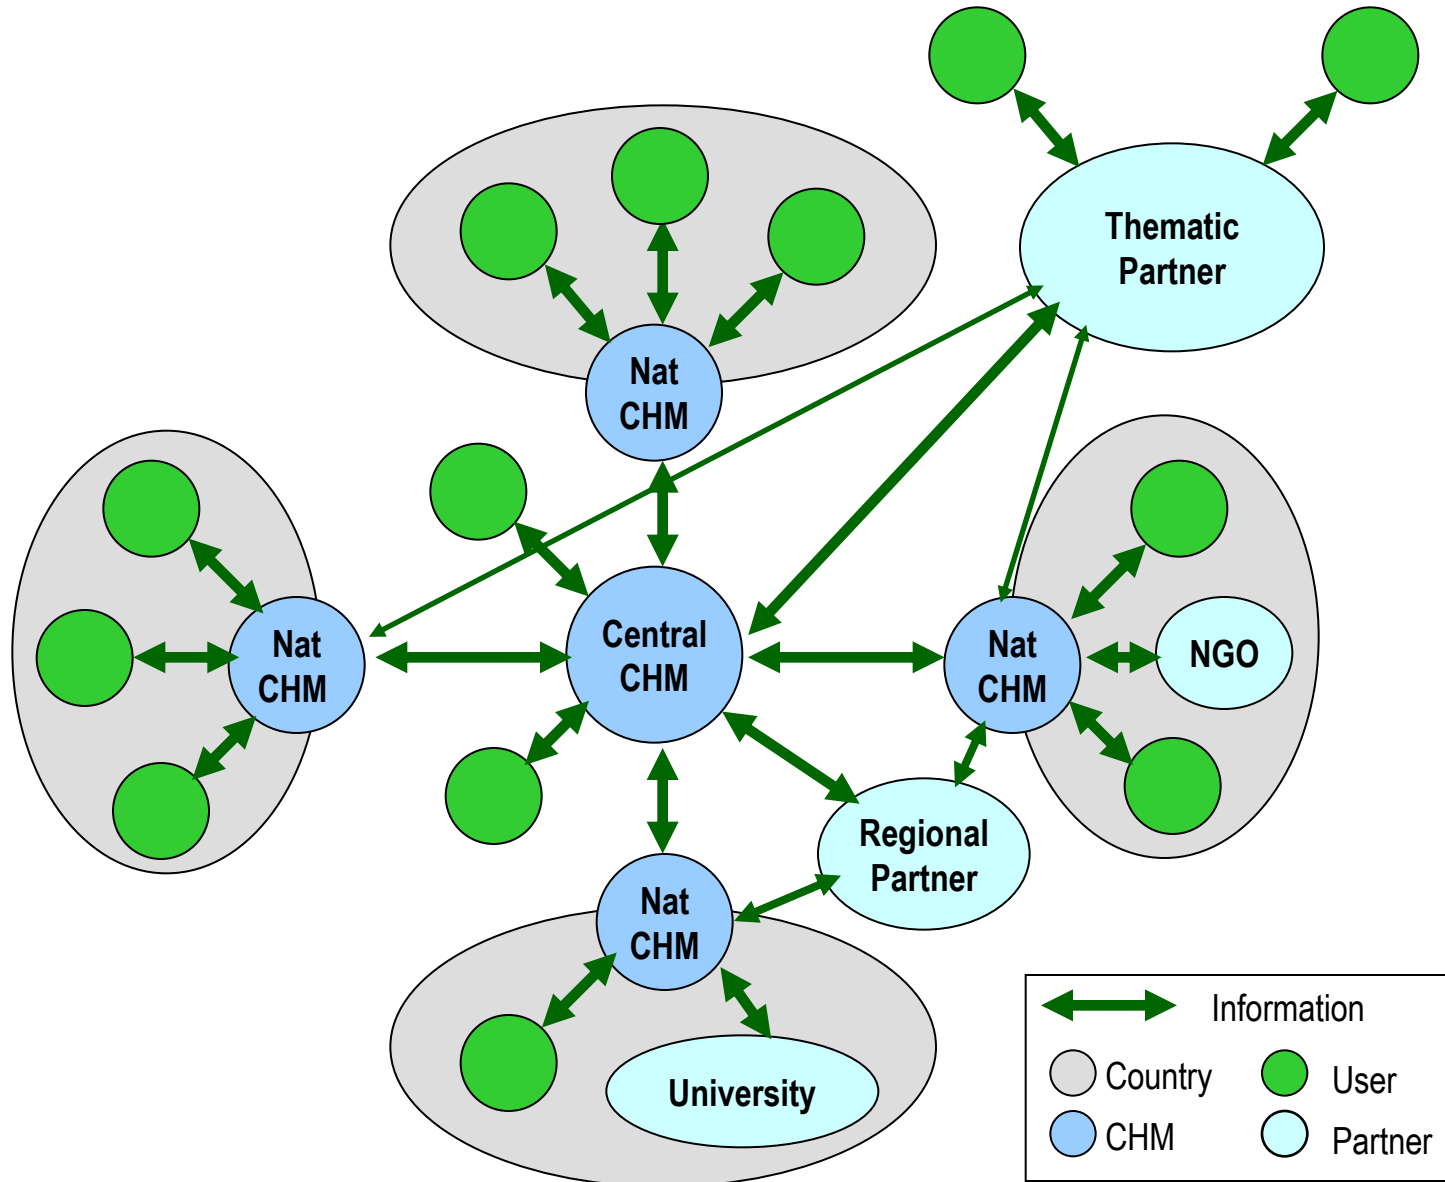 Thematic
Partner
Nat
CHM
Nat
CHM
Central
CHM
Nat
CHM
NGO
Regional
Partner
Nat
CHM
University
Information
Country
User
CHM
Partner